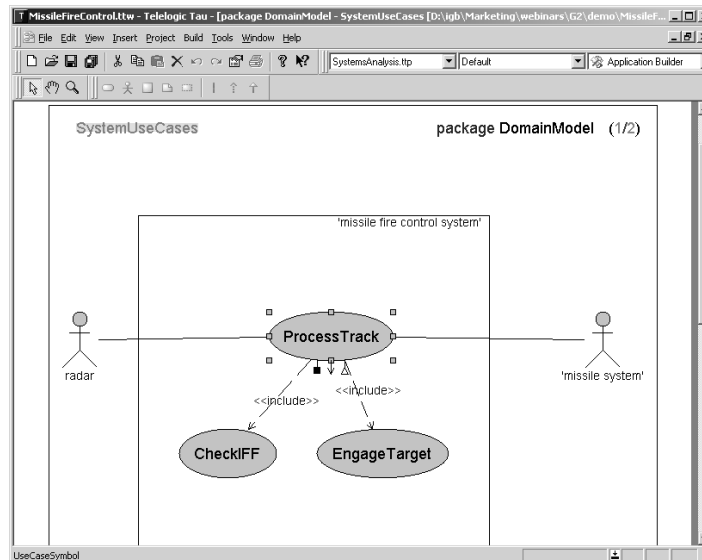 MissileFireControl.ttw - Telelogic Tau - [package DomainModel - SystemUseCases [D:\igb\Marketing\webinars\G2\demo\MissileF...
File Edit View Insert Project Build Tools Window Help
SystemsAnalysis.ttp Default Application Builder
SystemUseCases package DomainModel (1/2)
'missile fire control system'
ProcessTrack
radar 'missile system'
<<include>>
<<include>>
CheckIFF EngageTarget
UseCaseSymbol